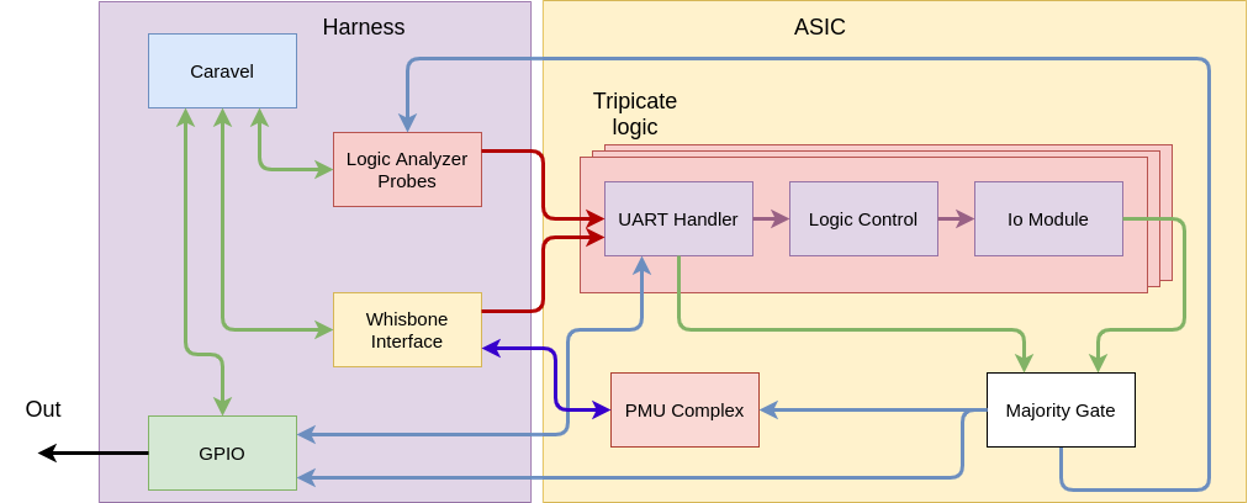 Harness
ASIC
Caravel
Tripicate
logic
Logic Analyzer
Probes
UART Handler
Logic Control
Io Module
Whisbone
Interface
Out
PMU Complex
Majority Gate
GPIO